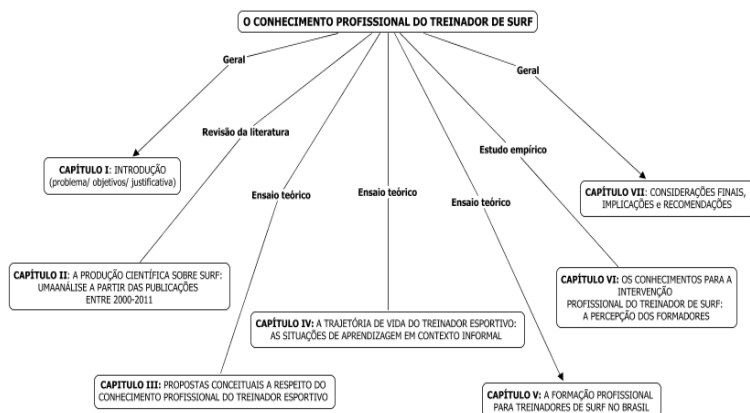 O CONHECIMENTO PROFISSIONAL DO TREINADOR DE SURF
Geral
Geral
Revisão da literatura
Estudo empírico
CAPÍTULO I: INTRODUÇÃO
(problema/ objetivos/ justificativa)
Ensaio teórico
Ensaio teórico
Ensaio teórico
CAPÍTULO VII: CONSIDERAÇÕES FINAIS,
IMPLICAÇÕES e RECOMENDAÇÕES
CAPÍTULO II: A PRODUÇÃO CIENTÍFICA SOBRE SURF:
UMAANÁLISE A PARTIR DAS PUBLICAÇÕES
ENTRE 2000-2011
CAPÍTULO VI: OS CONHECIMENTOS PARA A
INTERVENÇÃO
PROFISSIONAL DO TREINADOR DE SURF:
A PERCEPÇÃO DOS FORMADORES
CAPÍTULO IV: A TRAJETÓRIA DE VIDA DO TREINADOR ESPORTIVO:
AS SITUAÇÕES DE APRENDIZAGEM EM CONTEXTO INFORMAL
CAPITULO III: PROPOSTAS CONCEITUAIS A RESPEITO DO
CONHECIMENTO PROFISSIONAL DO TREINADOR ESPORTIVO
CAPÍTULO V: A FORMAÇÃO PROFISSIONAL
PARA TREINADORES DE SURF NO BRASIL